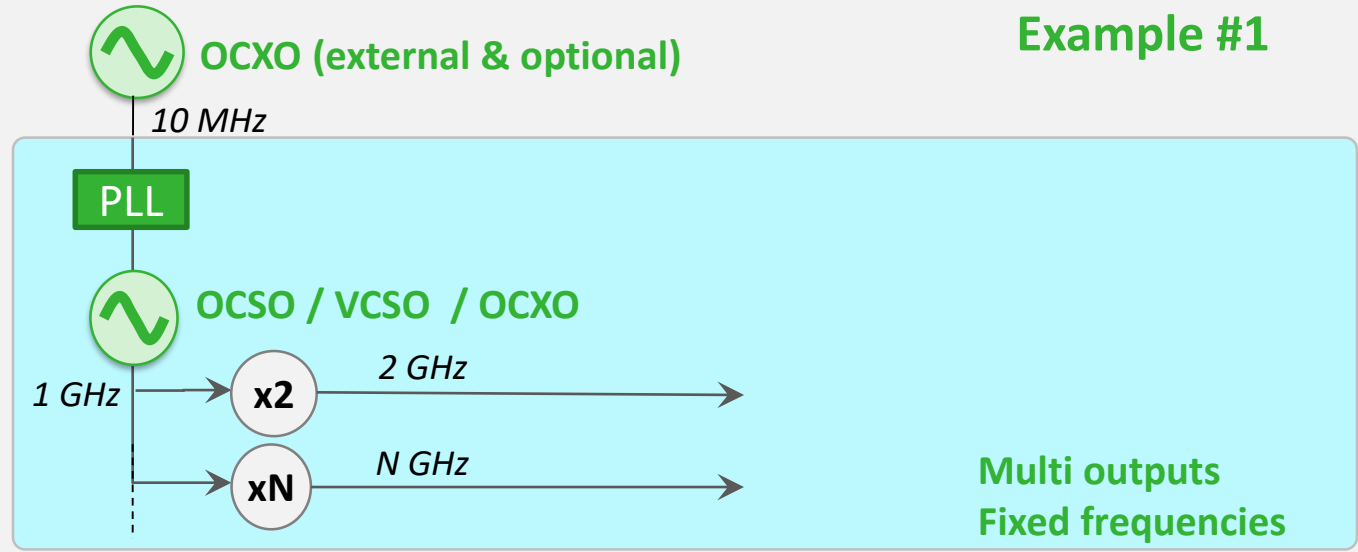 Example #1
OCXO (external & optional)
10 MHz
PLL
OCSO / VCSO / OCXO
1 GHz
x2
2 GHz
xN
N GHz
Multi outputs
Fixed frequencies